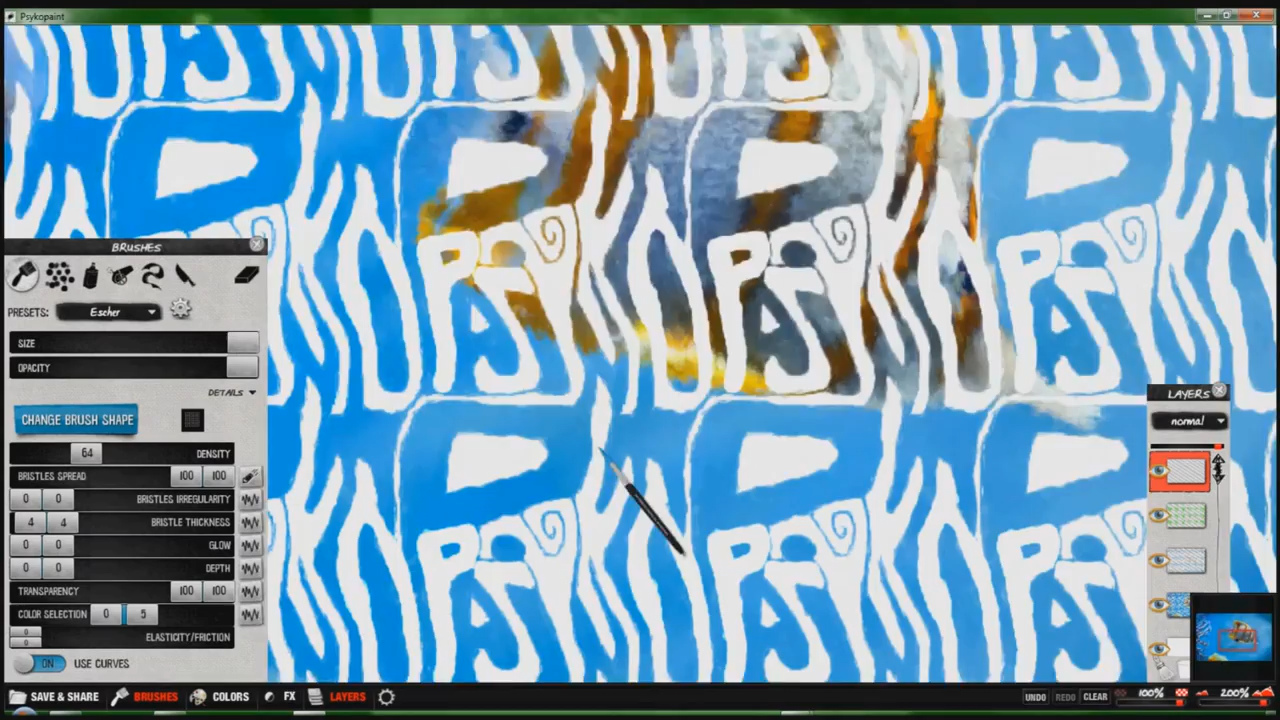 Psykopaint
BRUSHES
PRESETS: Escher
SIZE
OPACITY
DETAILS
CHANGE BRUSH SHAPE
64 DENSITY
BRISTLES SPREAD 100 100
0 0 BRISTLES IRREGULARITY
4 4 BRISTLE THICKNESS
0 0 GLOW
0 0 DEPTH
TRANSPARENCY 100 100
COLOR SELECTION 0 5
0 0 ELASTICITY/FRICTION
ON USE CURVES
LAYERS
normal
SAVE & SHARE BRUSHES COLORS FX LAYERS UNDO REDO CLEAR 100% 200%